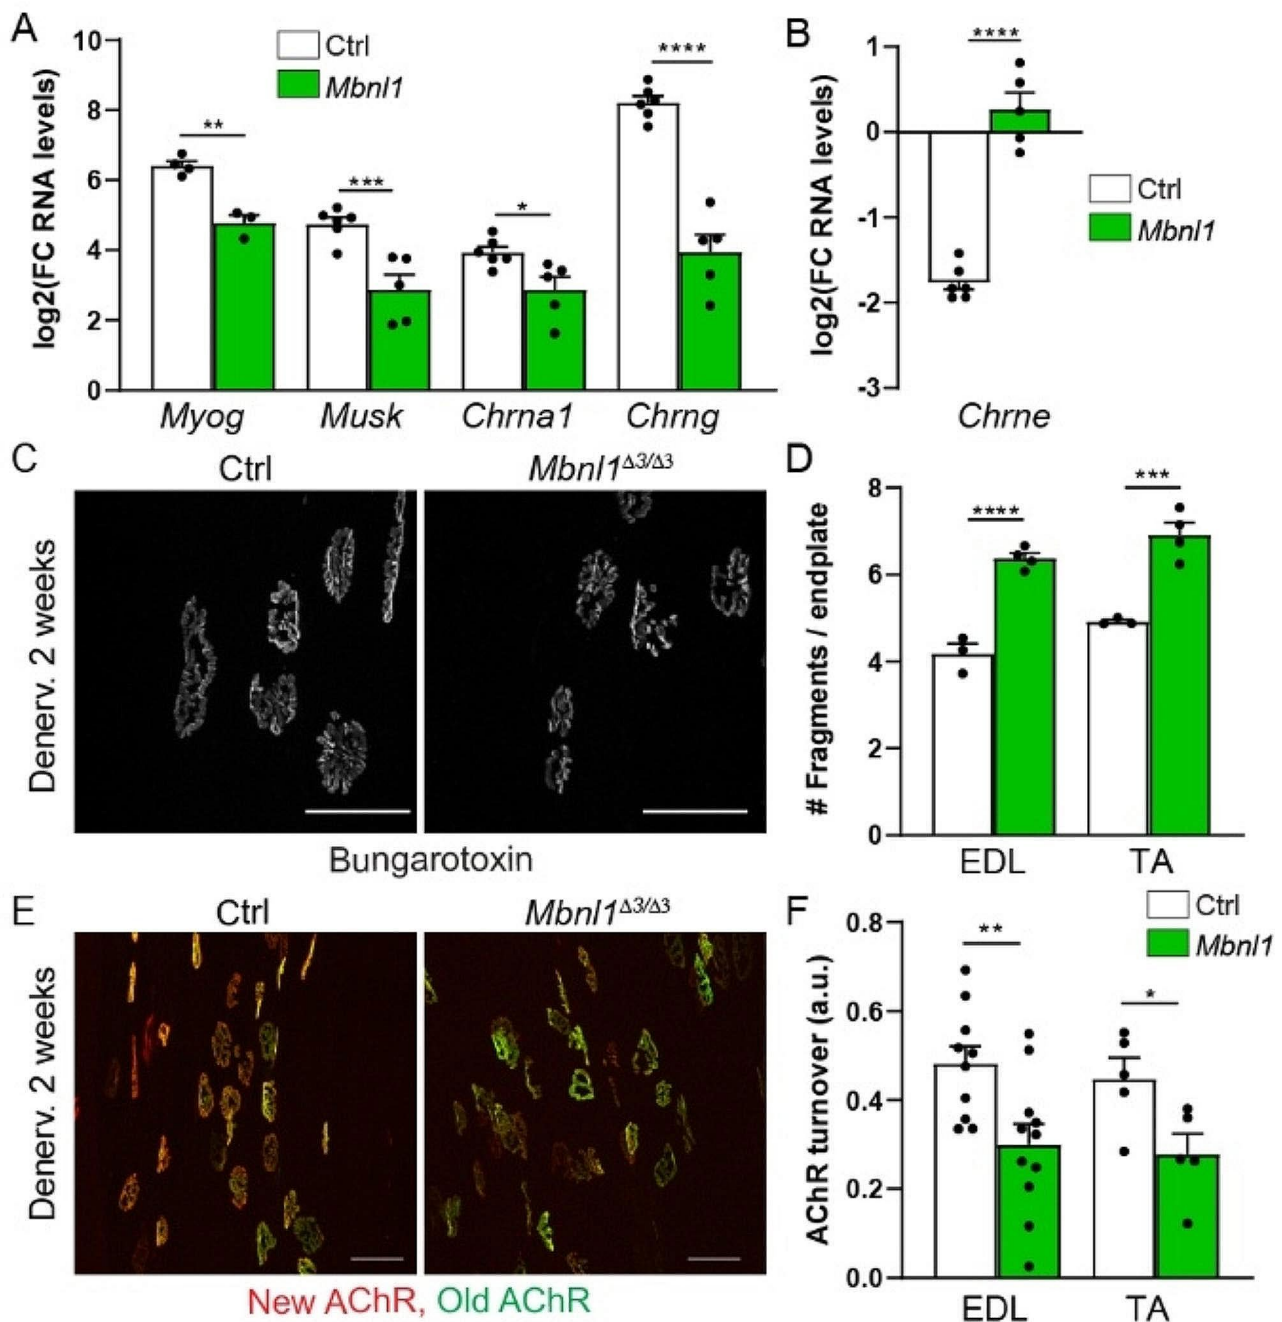 A
Ctrl
Mbnl1
log2(FC RNA levels)
10
8
6
4
2
0
**
***
*
****
Myog Musk Chrna1 Chrng
B
****
log2(FC RNA levels)
1
0
-1
-2
-3
Ctrl
Mbnl1
Chrne
C
Ctrl
Mbnl1Δ3/Δ3
Denerv. 2 weeks
Bungarotoxin
D
# Fragments / endplate
8
6
4
2
0
****
***
EDL TA
E
Ctrl
Mbnl1Δ3/Δ3
Denerv. 2 weeks
New AChR, Old AChR
F
Ctrl
Mbnl1
AChR turnover (a.u.)
0.8
0.6
0.4
0.2
0.0
**
*
EDL TA